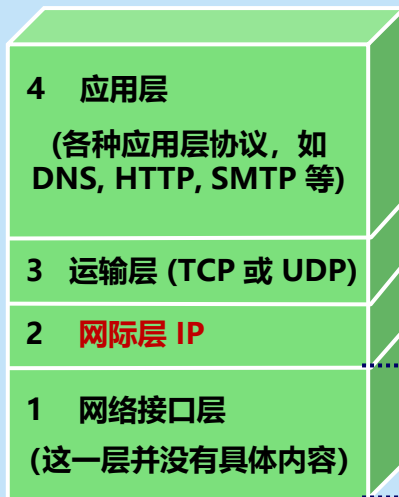 4 应用层
(各种应用层协议，如
DNS, HTTP, SMTP 等)
3 运输层 (TCP 或 UDP)
2 网际层 IP
1 网络接口层
(这一层并没有具体内容)